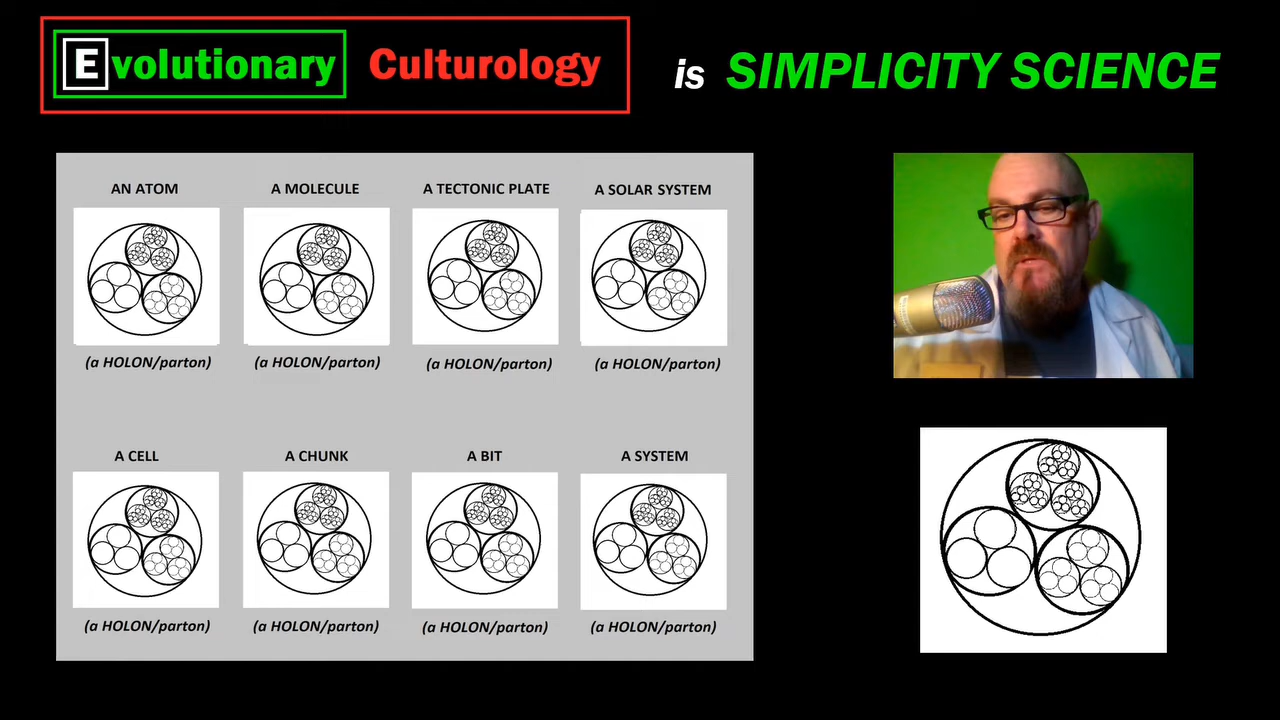 Evolutionary Culturology is SIMPLICITY SCIENCE
AN ATOM A MOLECULE A TECTONIC PLATE A SOLAR SYSTEM
(a HOLON/parton) (a HOLON/parton) (a HOLON/parton) (a HOLON/parton)
A CELL A CHUNK A BIT A SYSTEM
(a HOLON/parton) (a HOLON/parton) (a HOLON/parton) (a HOLON/parton)